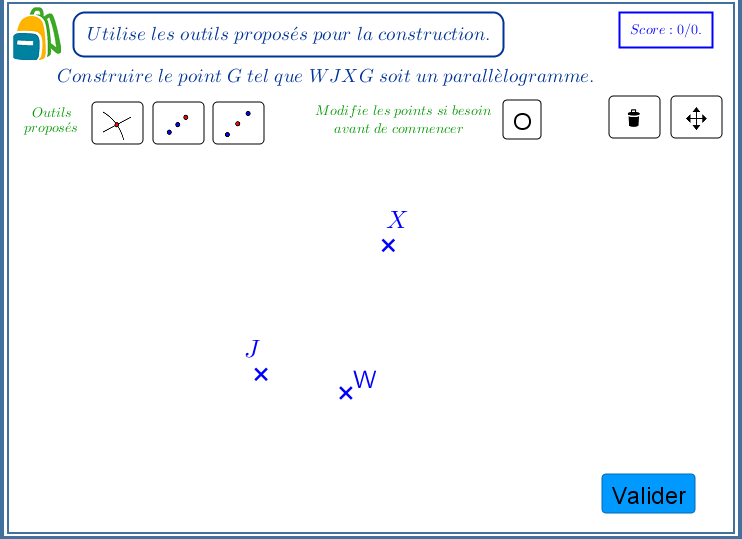 Utilise les outils proposés pour la construction.
Score : 0/0.
Construire le point G tel que WJXG soit un parallèlogramme.
Outils
proposés
Modifie les points si besoin
avant de commencer
X
J
W
Valider